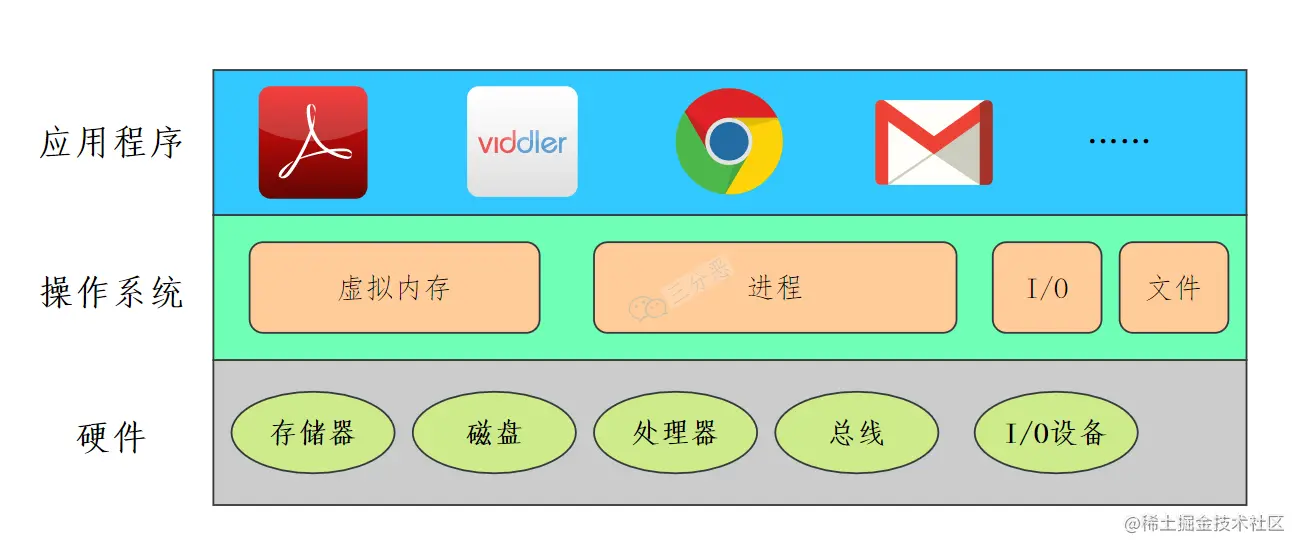 应用程序
viddler
......
操作系统
虚拟内存
进程
I/O
文件
三分恶
硬件
存储器
磁盘
处理器
总线
I/O设备
@稀土掘金技术社区